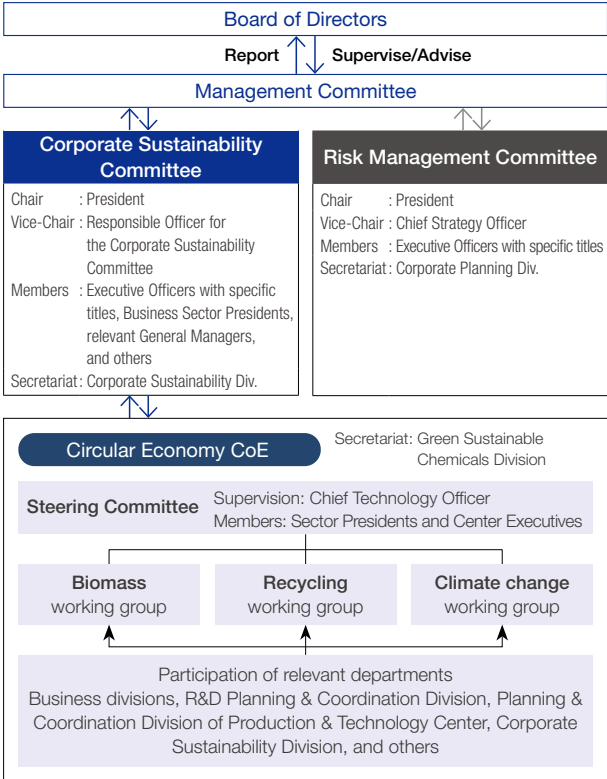 Board of Directors
Report
Supervise/Advise
Management Committee
Corporate Sustainability
Committee
Chair : President
Vice-Chair : Responsible Officer for
the Corporate Sustainability
Committee
Members : Executive Officers with specific
titles, Business Sector Presidents,
relevant General Managers,
and others
Secretariat : Corporate Sustainability Div.
Risk Management Committee
Chair : President
Vice-Chair : Chief Strategy Officer
Members : Executive Officers with specific titles
Secretariat : Corporate Planning Div.
Circular Economy CoE
Secretariat: Green Sustainable
Chemicals Division
Steering Committee
Supervision: Chief Technology Officer
Members: Sector Presidents and Center Executives
Biomass
working group
Recycling
working group
Climate change
working group
Participation of relevant departments
Business divisions, R&D Planning & Coordination Division, Planning &
Coordination Division of Production & Technology Center, Corporate
Sustainability Division, and others